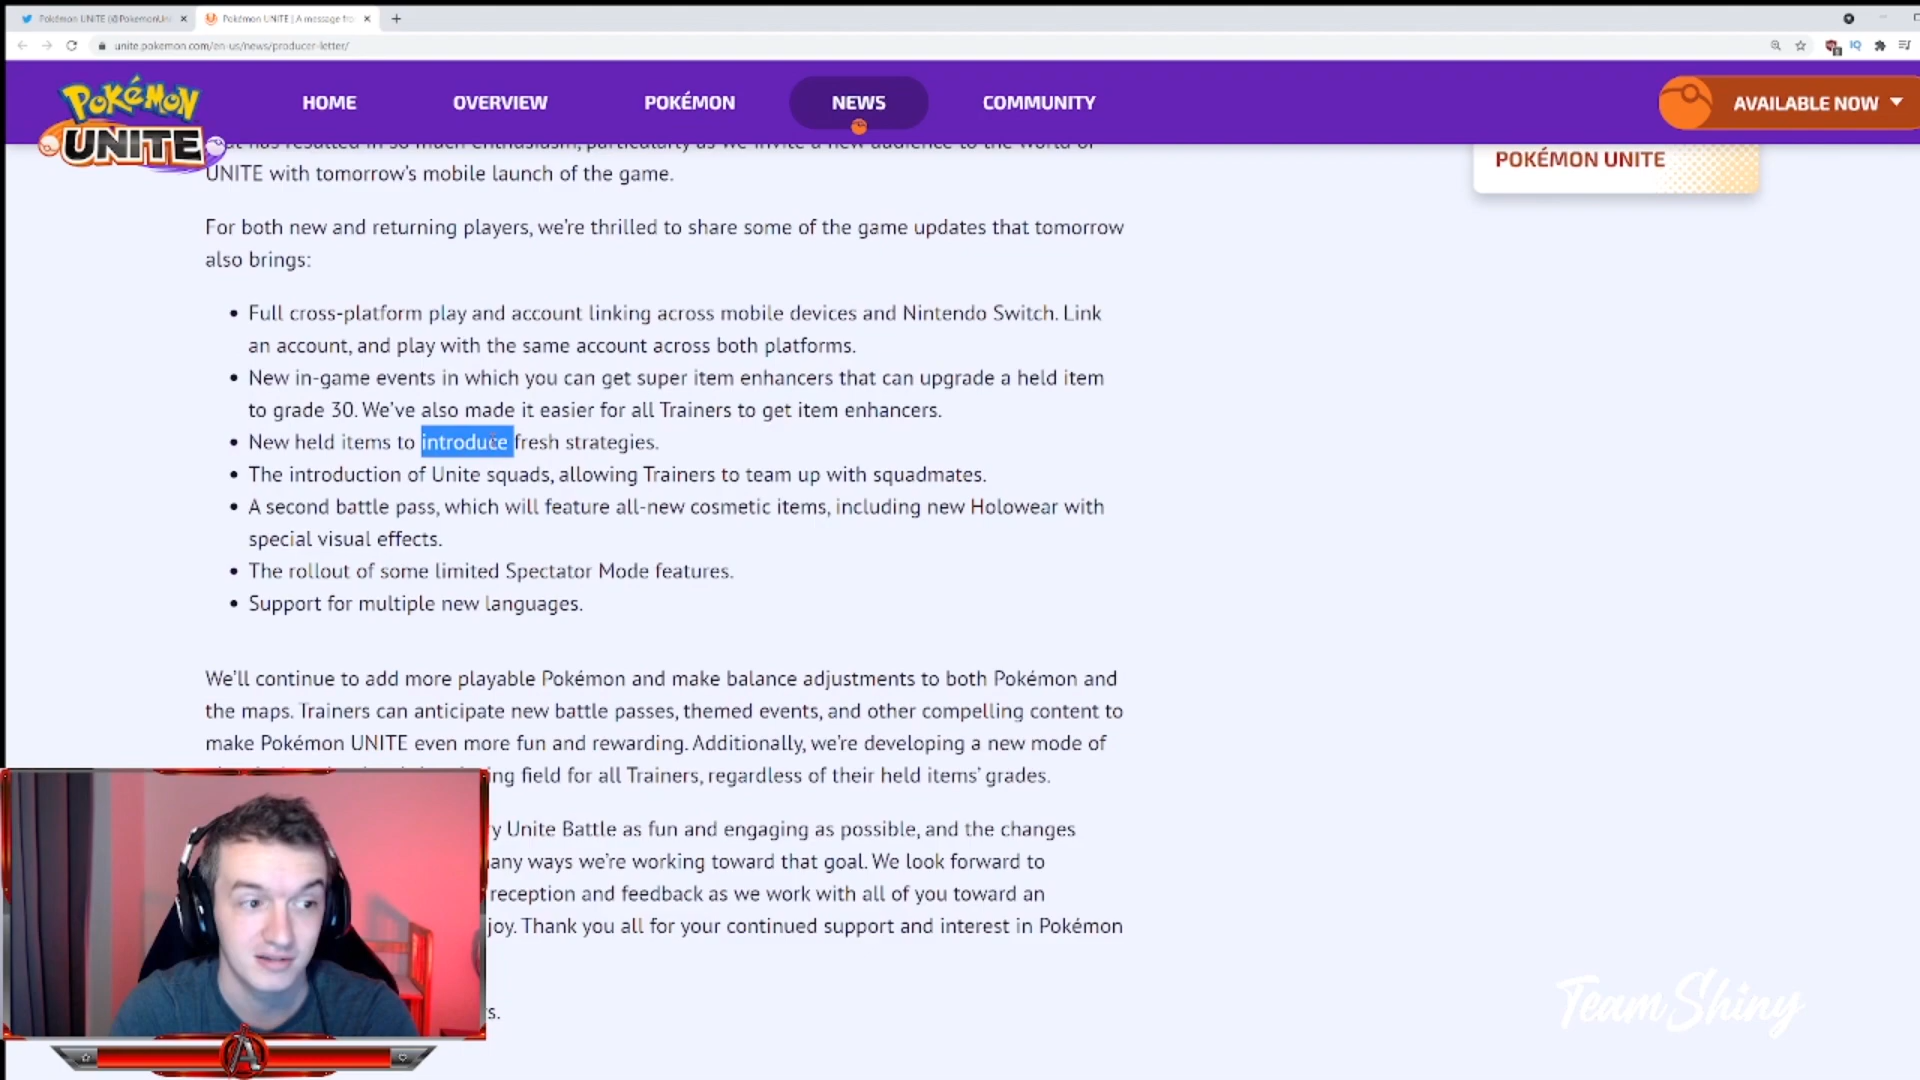 Pokémon UNITE (@PokemonUni
Pokémon UNITE | A message fro
unite.pokemon.com/en-us/news/producer-letter/
POKéMON
UNITE
HOME
OVERVIEW
POKÉMON
NEWS
COMMUNITY
AVAILABLE NOW
POKÉMON UNITE
has resulted in so much enthusiasm, particularly as we invite a new audience to the world of
UNITE with tomorrow's mobile launch of the game.
For both new and returning players, we're thrilled to share some of the game updates that tomorrow
also brings:
• Full cross-platform play and account linking across mobile devices and Nintendo Switch. Link
an account, and play with the same account across both platforms.
• New in-game events in which you can get super item enhancers that can upgrade a held item
to grade 30. We've also made it easier for all Trainers to get item enhancers.
• New held items to introduce fresh strategies.
• The introduction of Unite squads, allowing Trainers to team up with squadmates.
• A second battle pass, which will feature all-new cosmetic items, including new Holowear with
special visual effects.
• The rollout of some limited Spectator Mode features.
• Support for multiple new languages.
We'll continue to add more playable Pokémon and make balance adjustments to both Pokémon and
the maps. Trainers can anticipate new battle passes, themed events, and other compelling content to
make Pokémon UNITE even more fun and rewarding. Additionally, we're developing a new mode of
ng field for all Trainers, regardless of their held items' grades.
y Unite Battle as fun and engaging as possible, and the changes
any ways we're working toward that goal. We look forward to
reception and feedback as we work with all of you toward an
joy. Thank you all for your continued support and interest in Pokémon
s.
TeamShiny